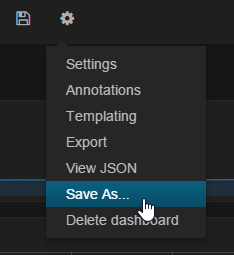 Settings
Annotations
Templating
Export
View JSON
Save As...
Delete dashboard